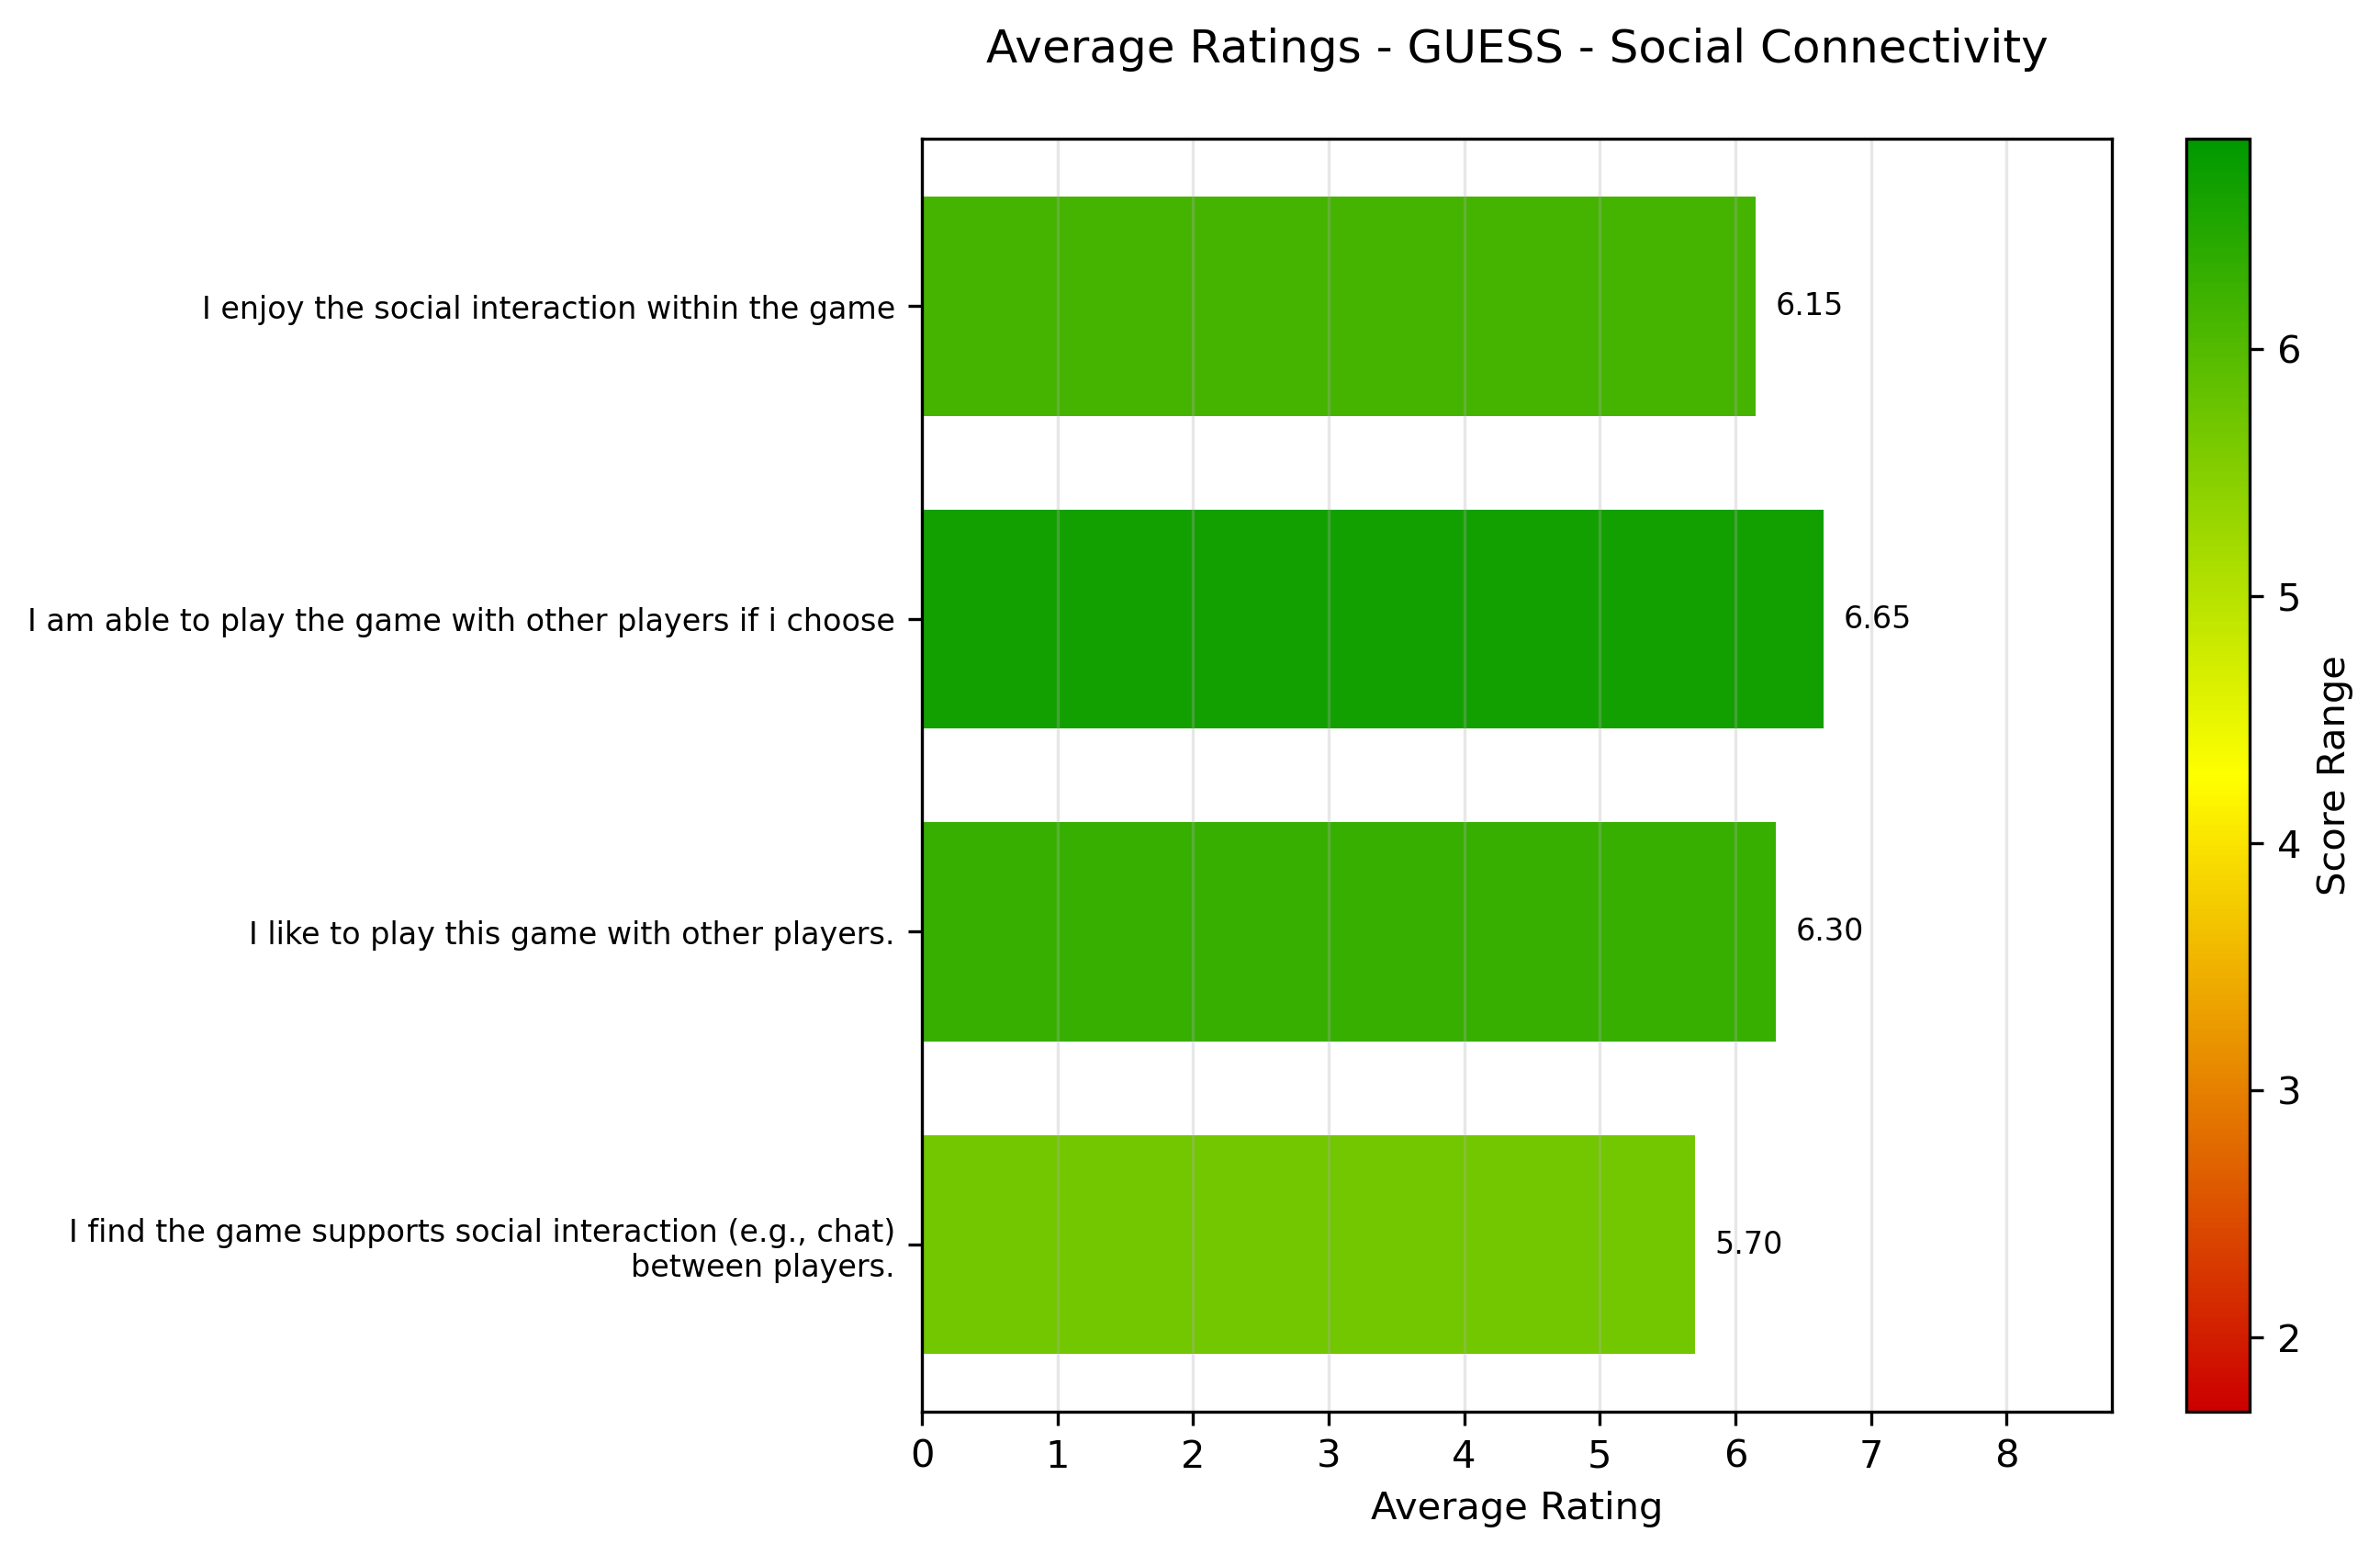 Average Ratings - GUESS - Social Connectivity
I enjoy the social interaction within the game
6.15
I am able to play the game with other players if i choose
6.65
I like to play this game with other players.
6.30
I find the game supports social interaction (e.g., chat)
between players.
5.70
0 1 2 3 4 5 6 7 8
Average Rating
6
5
4
3
2
Score Range